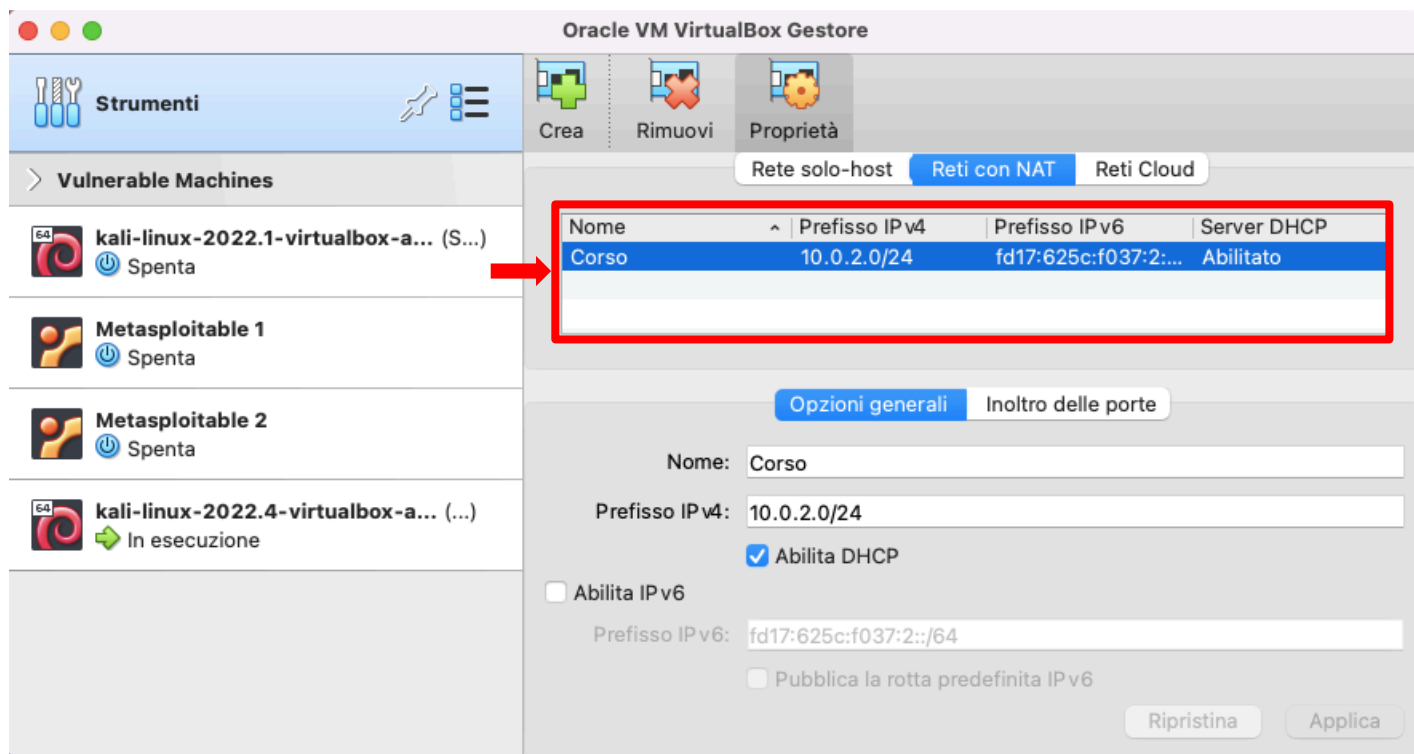 Oracle VM VirtualBox Gestore
Strumenti
Crea
Rimuovi
Proprietà
Vulnerable Machines
64
kali-linux-2022.1-virtualbox-a... (S...)
Spenta
Metasploitable 1
Spenta
Metasploitable 2
Spenta
64
kali-linux-2022.4-virtualbox-a... (...)
In esecuzione
Rete solo-host Reti con NAT Reti Cloud
Nome Prefisso IPv4 Prefisso IPv6 Server DHCP
Corso 10.0.2.0/24 fd17:625c:f037:2:... Abilitato
Opzioni generali Inoltro delle porte
Nome: Corso
Prefisso IPv4: 10.0.2.0/24
Abilita DHCP
Abilita IPv6
Prefisso IPv6: fd17:625c:f037:2::/64
Pubblica la rotta predefinita IPv6
Ripristina Applica